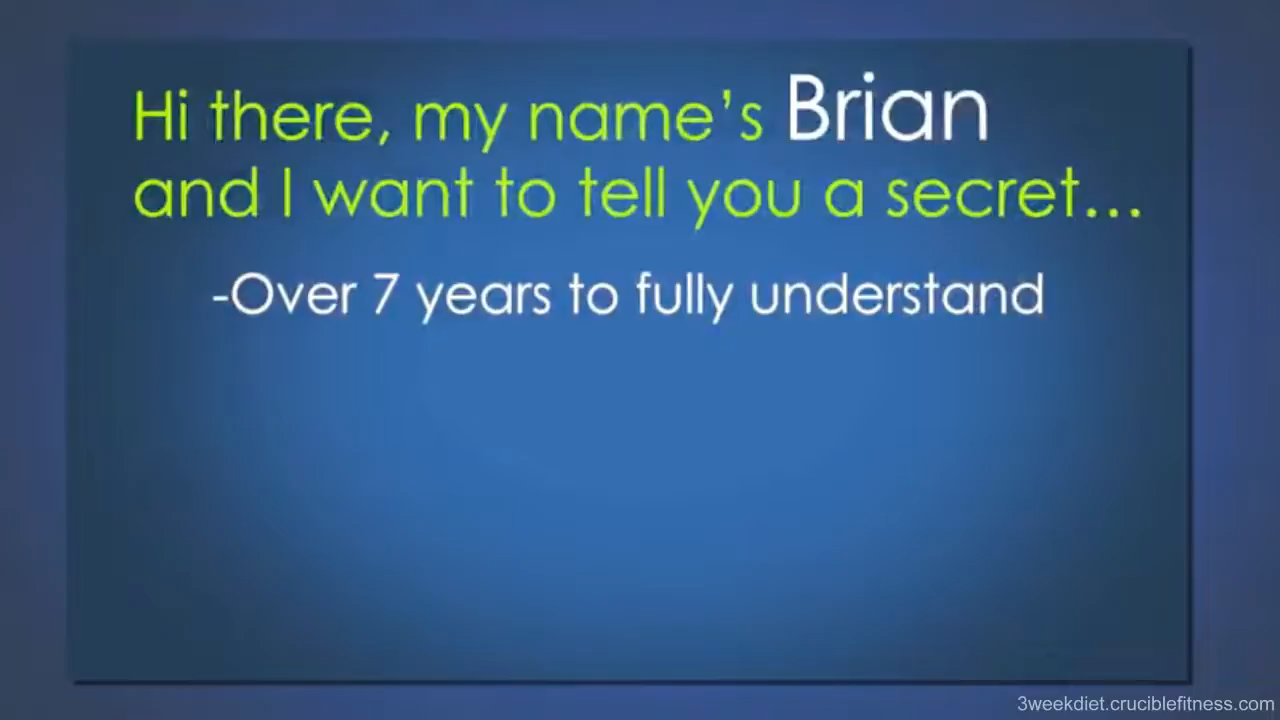 Hi there, my name’s Brian
and I want to tell you a secret…
-Over 7 years to fully understand
3weekdiet.cruciblefitness.com